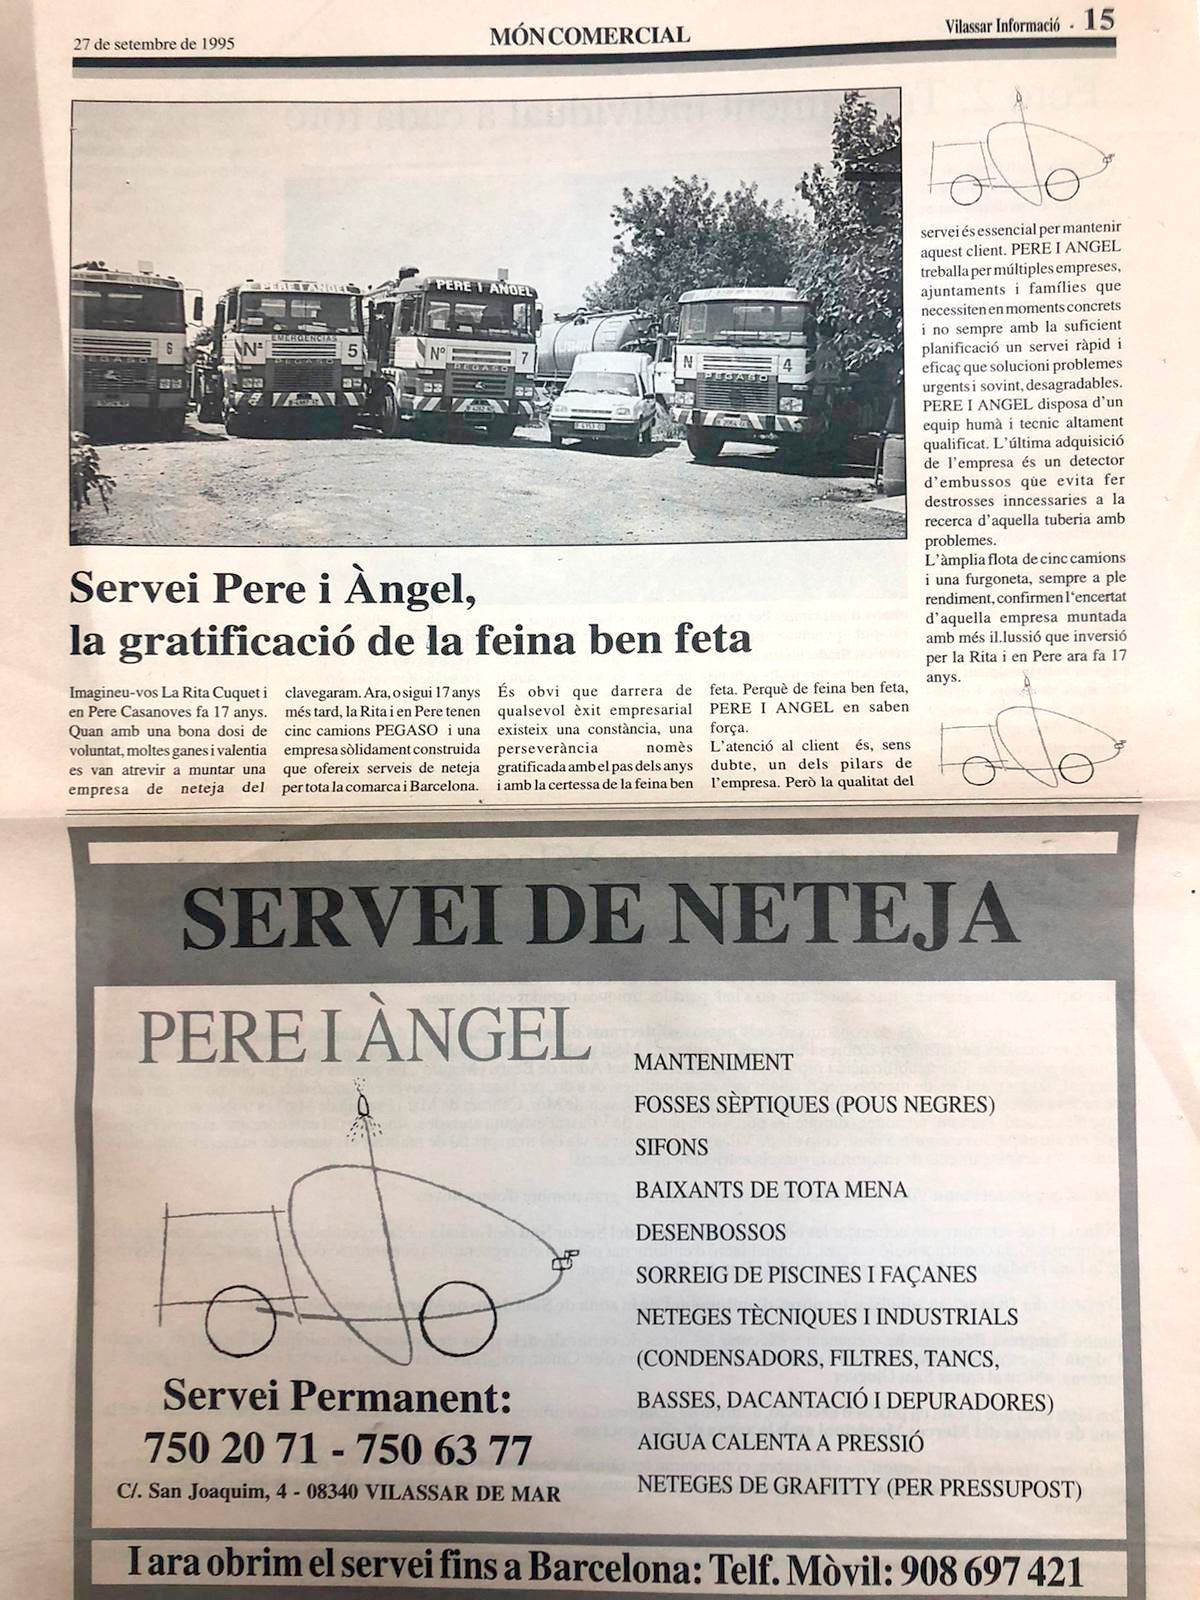 27 de setembre de 1995
MÓN COMERCIAL
Vilassar Informació - 15
PEGASO
6
PERE I ANGEL
EMERGENCIAS
Nº
5
PEGASO
PERE I ANGEL
Nº
7
PEGASO
N
4
PEGASO
Servei Pere i Àngel,
la gratificació de la feina ben feta
Imagineu-vos La Rita Cuquet i
en Pere Casanoves fa 17 anys.
Quan amb una bona dosi de
voluntat, moltes ganes i valentia
es van atrevir a muntar una
empresa de neteja del
clavegaram. Ara, o sigui 17 anys
més tard, la Rita i en Pere tenen
cinc camions PEGASO i una
empresa sòlidament construida
que ofereix serveis de neteja
per tota la comarca i Barcelona.
És obvi que darrera de
qualsevol èxit empresarial
existeix una constància, una
perseverància nomès
gratificada amb el pas dels anys
i amb la certessa de la feina ben
feta. Perquè de feina ben feta,
PERE I ANGEL en saben
força.
L'atenció al client és, sens
dubte, un dels pilars de
l'empresa. Però la qualitat del
servei és essencial per mantenir
aquest client. PERE I ANGEL
treballa per múltiples empreses,
ajuntaments i famílies que
necessiten en moments concrets
i no sempre amb la suficient
planificació un servei ràpid i
eficaç que solucioni problemes
urgents i sovint, desagradables.
PERE I ANGEL disposa d'un
equip humà i tecnic altament
qualificat. L'última adquisició
de l'empresa és un detector
d'embussos que evita fer
destrosses inncessaries a la
recerca d'aquella tuberia amb
problemes.
L'àmplia flota de cinc camions
i una furgoneta, sempre a ple
rendiment, confirmen l'encertat
d'aquella empresa muntada
amb més il.lussió que inversió
per la Rita i en Pere ara fa 17
anys.
SERVEI DE NETEJA
PERE I ÀNGEL
MANTENIMENT
FOSSES SÈPTIQUES (POUS NEGRES)
SIFONS
BAIXANTS DE TOTA MENA
DESENBOSSOS
SORREIG DE PISCINES I FAÇANES
NETEGES TÈCNIQUES I INDUSTRIALS
(CONDENSADORS, FILTRES, TANCS,
BASSES, DACANTACIÓ I DEPURADORES)
AIGUA CALENTA A PRESSIÓ
NETEGES DE GRAFITTY (PER PRESSUPOST)
Servei Permanent:
750 20 71 - 750 63 77
C/. San Joaquim, 4 - 08340 VILASSAR DE MAR
I ara obrim el servei fins a Barcelona: Telf. Mòvil: 908 697 421